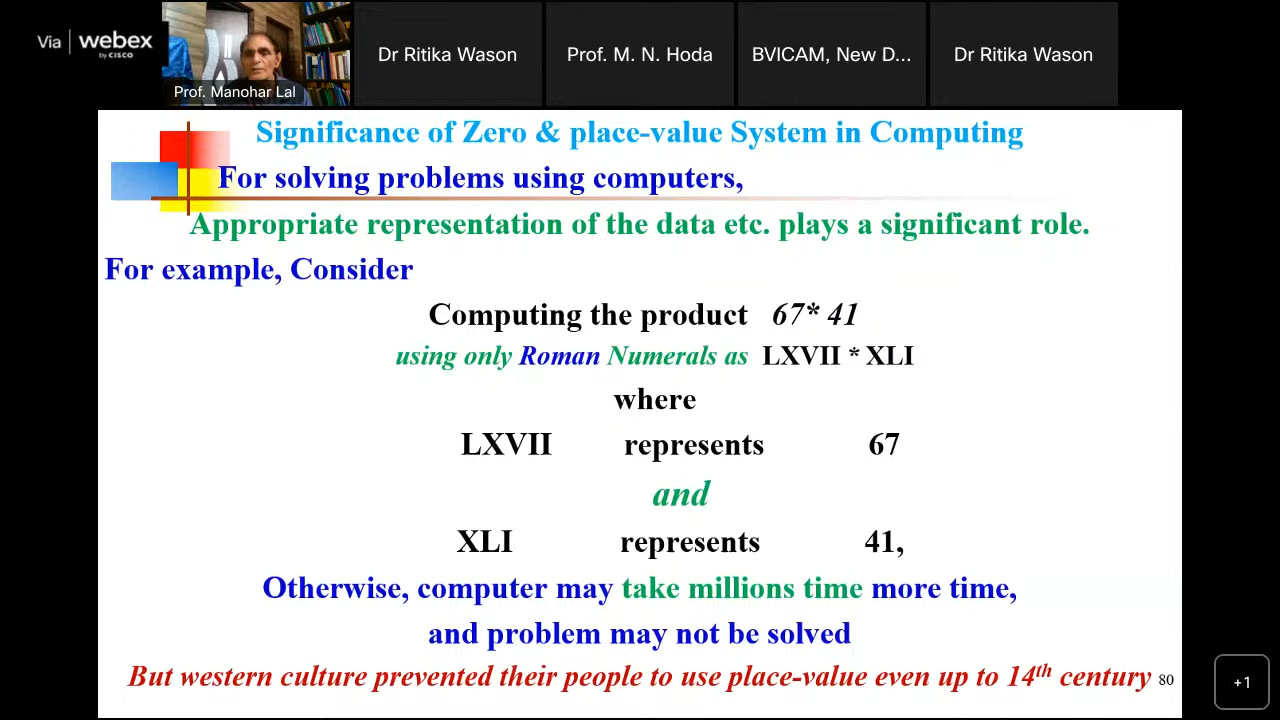 Via | webex
by CISCO
Prof. Manohar Lal
Dr Ritika Wason
Prof. M. N. Hoda
BVICAM, New D...
Dr Ritika Wason
Significance of Zero & place-value System in Computing
For solving problems using computers,
Appropriate representation of the data etc. plays a significant role.
For example, Consider
Computing the product 67* 41
using only Roman Numerals as LXVII * XLI
where
LXVII represents 67
and
XLI represents 41,
Otherwise, computer may take millions time more time,
and problem may not be solved
But western culture prevented their people to use place-value even up to 14th century 80
+1